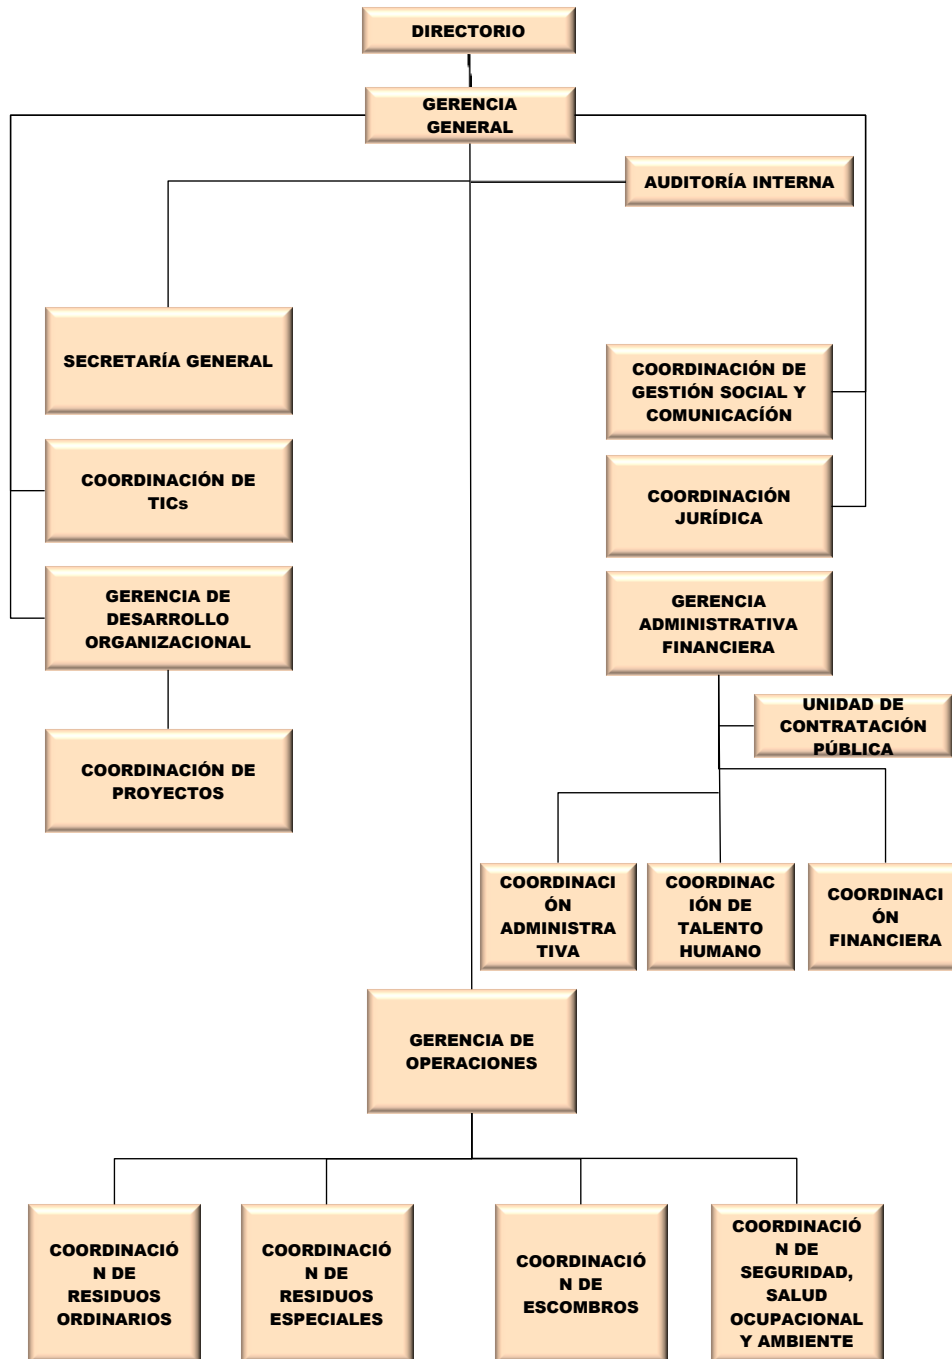 DIRECTORIO
GERENCIA
GENERAL
AUDITORÍA INTERNA
SECRETARÍA GENERAL
COORDINACIÓN DE
GESTIÓN SOCIAL Y
COMUNICACÍÓN
COORDINACIÓN DE
TICs
COORDINACIÓN
JURÍDICA
GERENCIA DE
DESARROLLO
ORGANIZACIONAL
GERENCIA
ADMINISTRATIVA
FINANCIERA
UNIDAD DE
CONTRATACIÓN
PÚBLICA
COORDINACIÓN DE
PROYECTOS
COORDINACI
ÓN
ADMINISTRA
TIVA
COORDINAC
IÓN DE
TALENTO
HUMANO
COORDINACI
ÓN
FINANCIERA
GERENCIA DE
OPERACIONES
COORDINACIÓ
N DE
RESIDUOS
ORDINARIOS
COORDINACIÓ
N DE
RESIDUOS
ESPECIALES
COORDINACIÓ
N DE
ESCOMBROS
COORDINACIÓ
N DE
SEGURIDAD,
SALUD
OCUPACIONAL
Y AMBIENTE